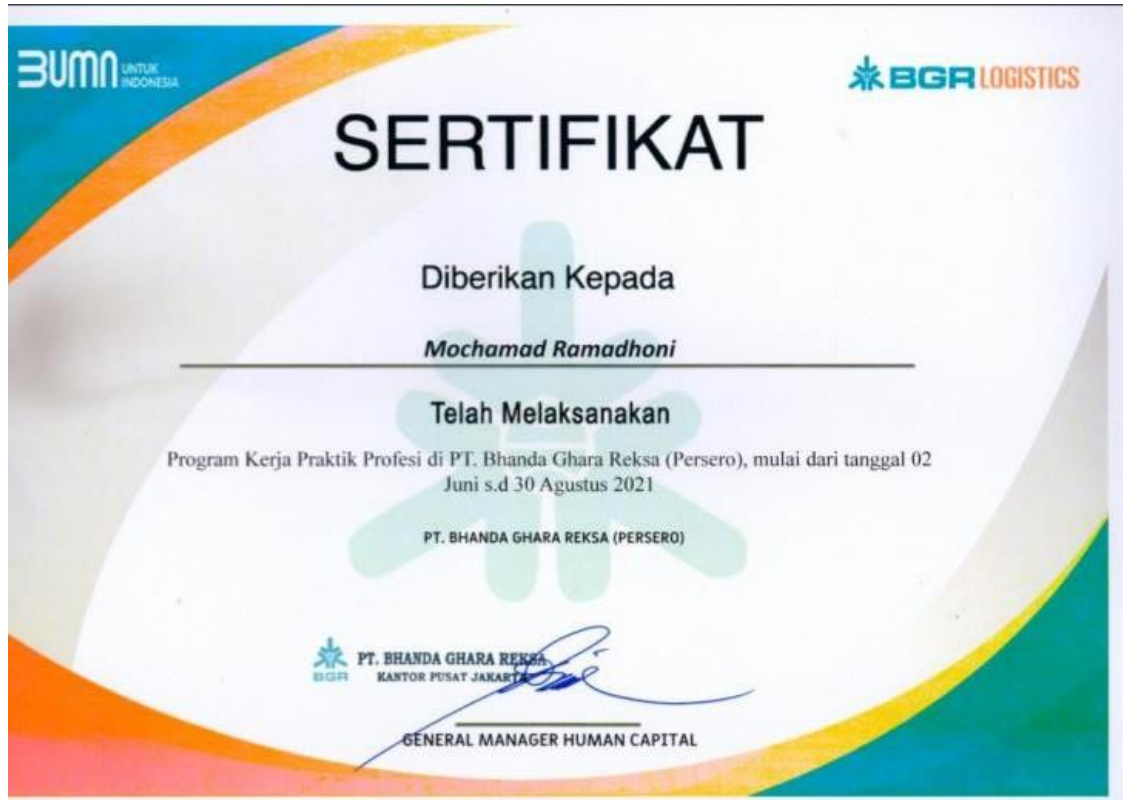 BUMN UNTUK INDONESIA
BGR LOGISTICS
SERTIFIKAT
Diberikan Kepada
Mochamad Ramadhoni
Telah Melaksanakan
Program Kerja Praktik Profesi di PT. Bhanda Ghara Reksa (Persero), mulai dari tanggal 02
Juni s.d 30 Agustus 2021
PT. BHANDA GHARA REKSA (PERSERO)
PT. BHANDA GHARA REKSA
BGR KANTOR PUSAT JAKARTA
GENERAL MANAGER HUMAN CAPITAL